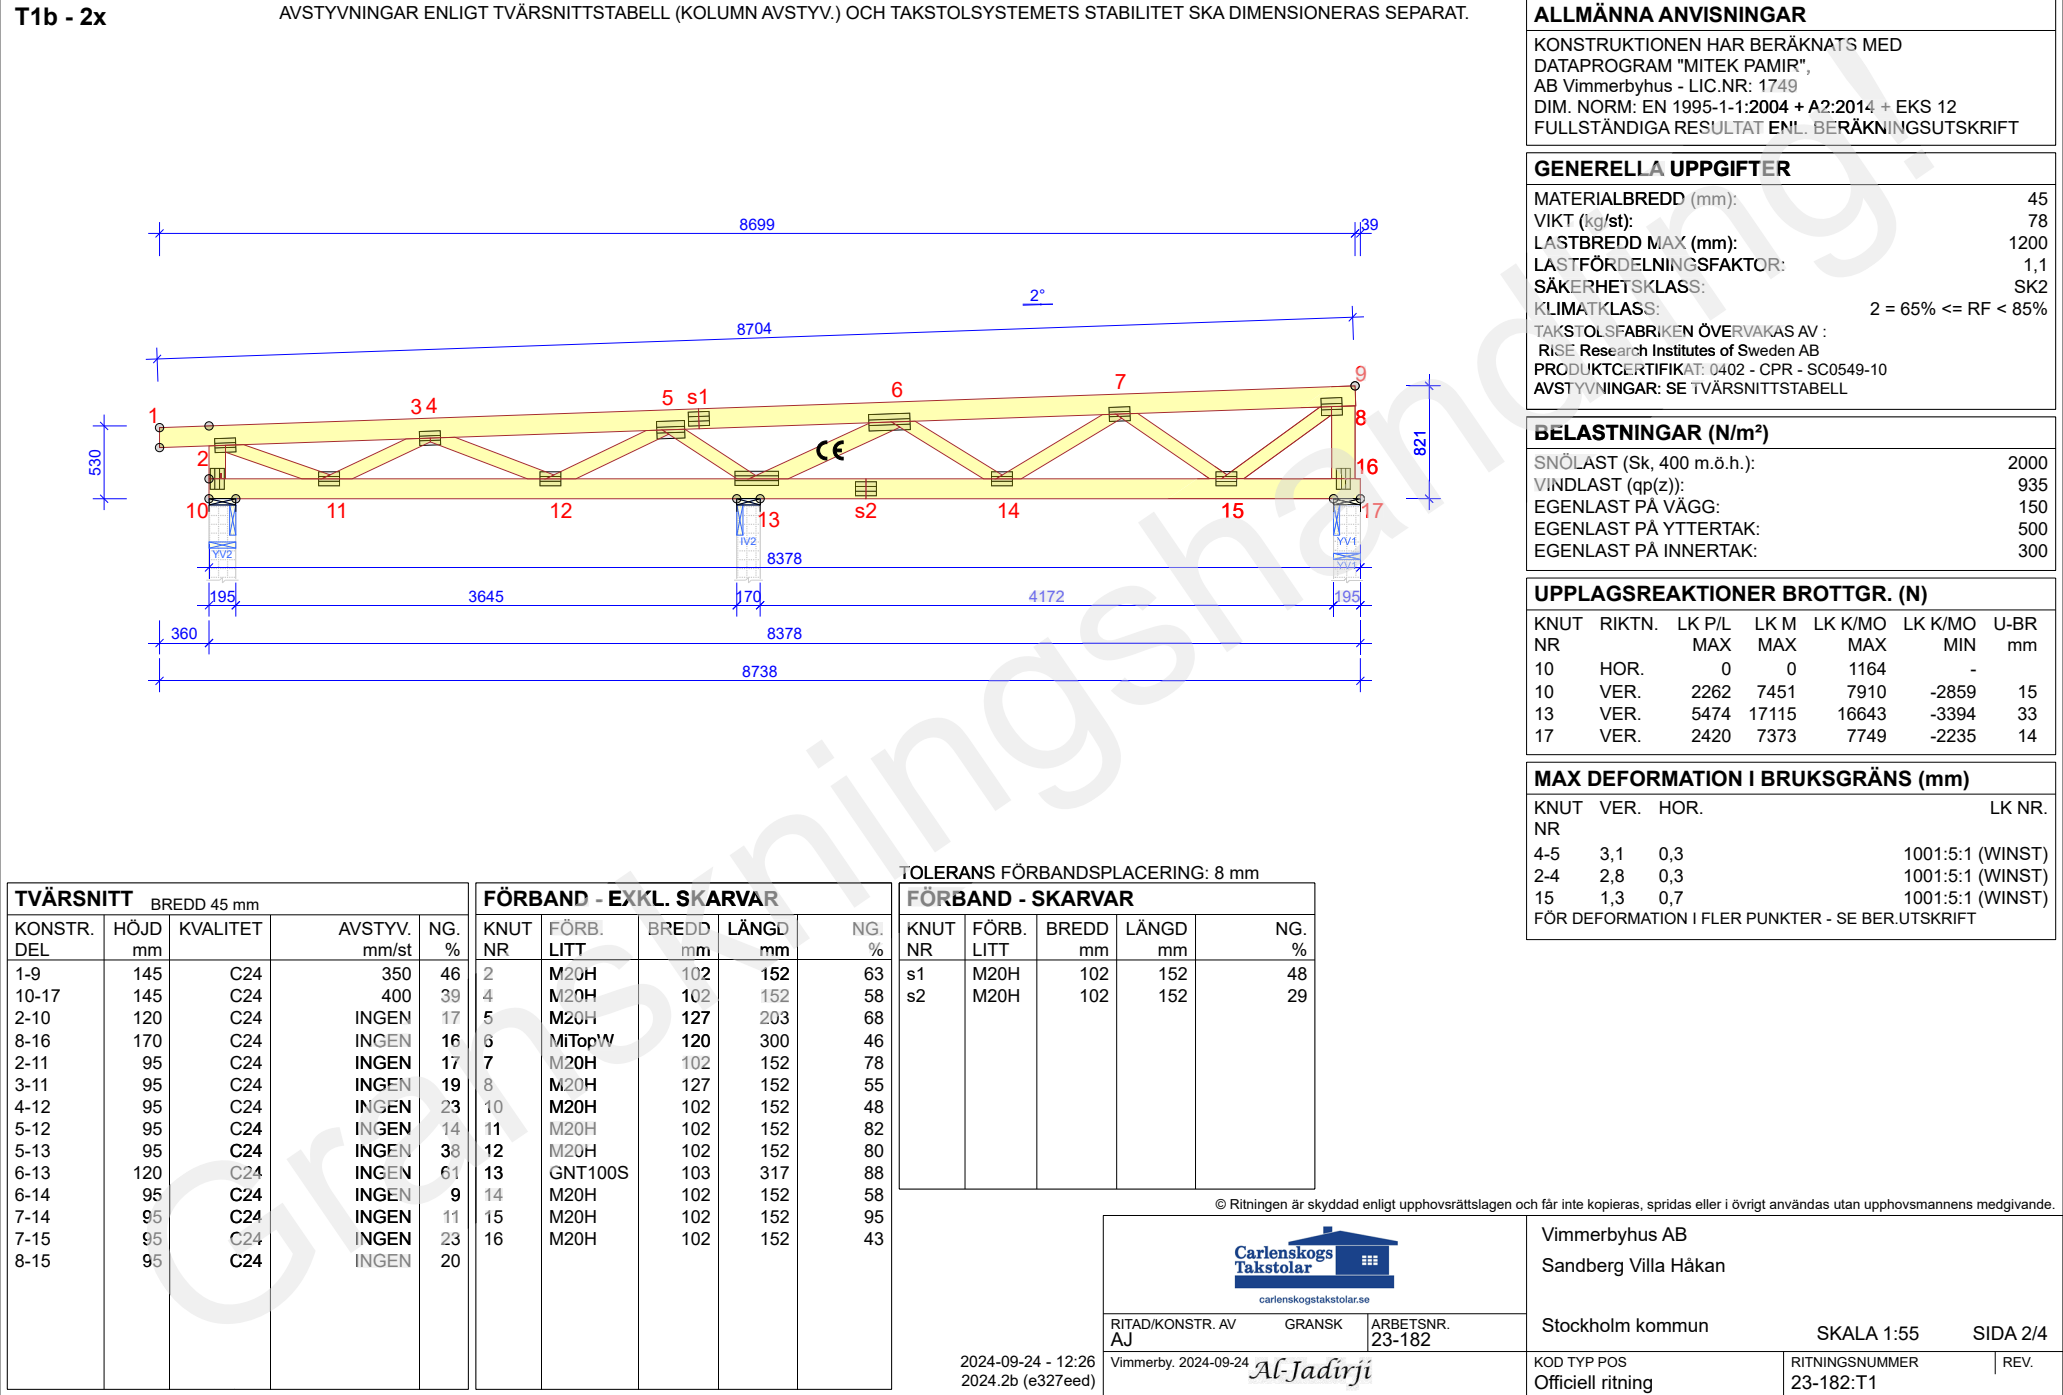 T1b - 2x
AVSTYVNINGAR ENLIGT TVÄRSNITTSTABELL (KOLUMN AVSTYV.) OCH TAKSTOLSYSTEMETS STABILITET SKA DIMENSIONERAS SEPARAT.
ALLMÄNNA ANVISNINGAR
KONSTRUKTIONEN HAR BERÄKNATS MED
DATAPROGRAM "MITEK PAMIR",
AB Vimmerbyhus - LIC.NR: 1749
DIM. NORM: EN 1995-1-1:2004 + A2:2014 + EKS 12
FULLSTÄNDIGA RESULTAT ENL. BERÄKNINGSUTSKRIFT
GENERELLA UPPGIFTER
MATERIALBREDD (mm): 45
VIKT (kg/st): 78
LASTBREDD MAX (mm): 1200
LASTFÖRDELNINGSFAKTOR: 1,1
SÄKERHETSKLASS: SK2
KLIMATKLASS: 2 = 65% <= RF < 85%
TAKSTOLSFABRIKEN ÖVERVAKAS AV :
RISE Research Institutes of Sweden AB
PRODUKTCERTIFIKAT: 0402 - CPR - SC0549-10
AVSTYVNINGAR: SE TVÄRSNITTSTABELL
BELASTNINGAR (N/m²)
SNÖLAST (Sk, 400 m.ö.h.): 2000
VINDLAST (qp(z)): 935
EGENLAST PÅ VÄGG: 150
EGENLAST PÅ YTTERTAK: 500
EGENLAST PÅ INNERTAK: 300
UPPLAGSREAKTIONER BROTTGR. (N)
KNUT RIKTN. LK P/L LK M LK K/MO LK K/MO U-BR
NR MAX MAX MAX MIN mm
10 HOR. 0 0 1164 -
10 VER. 2262 7451 7910 -2859 15
13 VER. 5474 17115 16643 -3394 33
17 VER. 2420 7373 7749 -2235 14
MAX DEFORMATION I BRUKSGRÄNS (mm)
KNUT VER. HOR. LK NR.
NR
4-5 3,1 0,3 1001:5:1 (WINST)
2-4 2,8 0,3 1001:5:1 (WINST)
15 1,3 0,7 1001:5:1 (WINST)
FÖR DEFORMATION I FLER PUNKTER - SE BER.UTSKRIFT
8699 39
2°
8704
1 2 3 4 5 s1 6 7 9 8 16
CE
530
821
10 11 12 13 s2 14 15 17
YV2 IV2 YV1
YV1
8378
195 3645 170 4172 195
360 8378
8738
TOLERANS FÖRBANDSPLACERING: 8 mm
TVÄRSNITT BREDD 45 mm
KONSTR. HÖJD KVALITET AVSTYV. NG.
DEL mm mm/st %
1-9 145 C24 350 46
10-17 145 C24 400 39
2-10 120 C24 INGEN 17
8-16 170 C24 INGEN 16
2-11 95 C24 INGEN 17
3-11 95 C24 INGEN 19
4-12 95 C24 INGEN 23
5-12 95 C24 INGEN 14
5-13 95 C24 INGEN 38
6-13 120 C24 INGEN 61
6-14 95 C24 INGEN 9
7-14 95 C24 INGEN 11
7-15 95 C24 INGEN 23
8-15 95 C24 INGEN 20
FÖRBAND - EXKL. SKARVAR
KNUT FÖRB. BREDD LÄNGD NG.
NR LITT mm mm %
2 M20H 102 152 63
4 M20H 102 152 58
5 M20H 127 203 68
6 MiTopW 120 300 46
7 M20H 102 152 78
8 M20H 127 152 55
10 M20H 102 152 48
11 M20H 102 152 82
12 M20H 102 152 80
13 GNT100S 103 317 88
14 M20H 102 152 58
15 M20H 102 152 95
16 M20H 102 152 43
FÖRBAND - SKARVAR
KNUT FÖRB. BREDD LÄNGD NG.
NR LITT mm mm %
s1 M20H 102 152 48
s2 M20H 102 152 29
© Ritningen är skyddad enligt upphovsrättslagen och får inte kopieras, spridas eller i övrigt användas utan upphovsmannens medgivande.
Carlenskogs
Takstolar
carlenskogstakstolar.se
Vimmerbyhus AB
Sandberg Villa Håkan
Stockholm kommun
SKALA 1:55 SIDA 2/4
RITAD/KONSTR. AV GRANSK ARBETSNR.
AJ 23-182
2024-09-24 - 12:26
2024.2b (e327eed)
Vimmerby. 2024-09-24 Al-Jadirji
KOD TYP POS RITNINGSNUMMER REV.
Officiell ritning 23-182:T1
Granskningshandling!